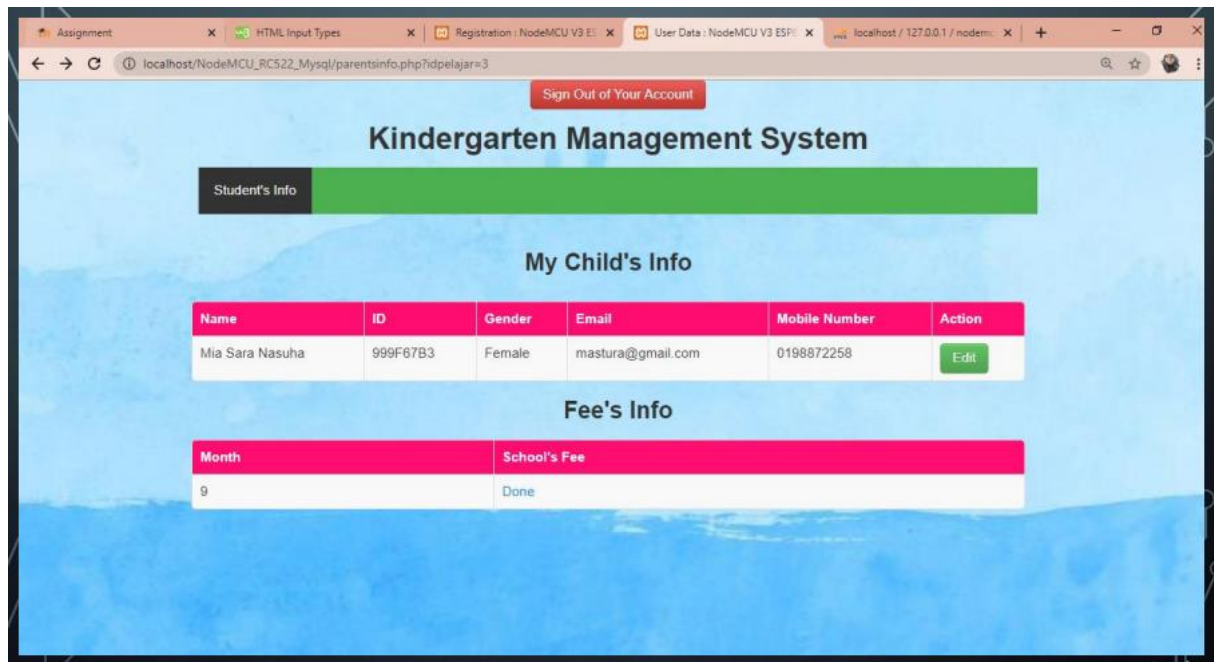 Assignment
HTML Input Types
Registration : NodeMCU V3 ES
User Data : NodeMCU V3 ESP
localhost / 127.0.0.1 / nodem
localhost/NodeMCU_RC522_Mysql/parentsinfo.php?idpelajar=3
Sign Out of Your Account
Kindergarten Management System
Student's Info
My Child's Info
Name ID Gender Email Mobile Number Action
Mia Sara Nasuha 999F67B3 Female mastura@gmail.com 0198872258 Edit
Fee's Info
Month School's Fee
9 Done